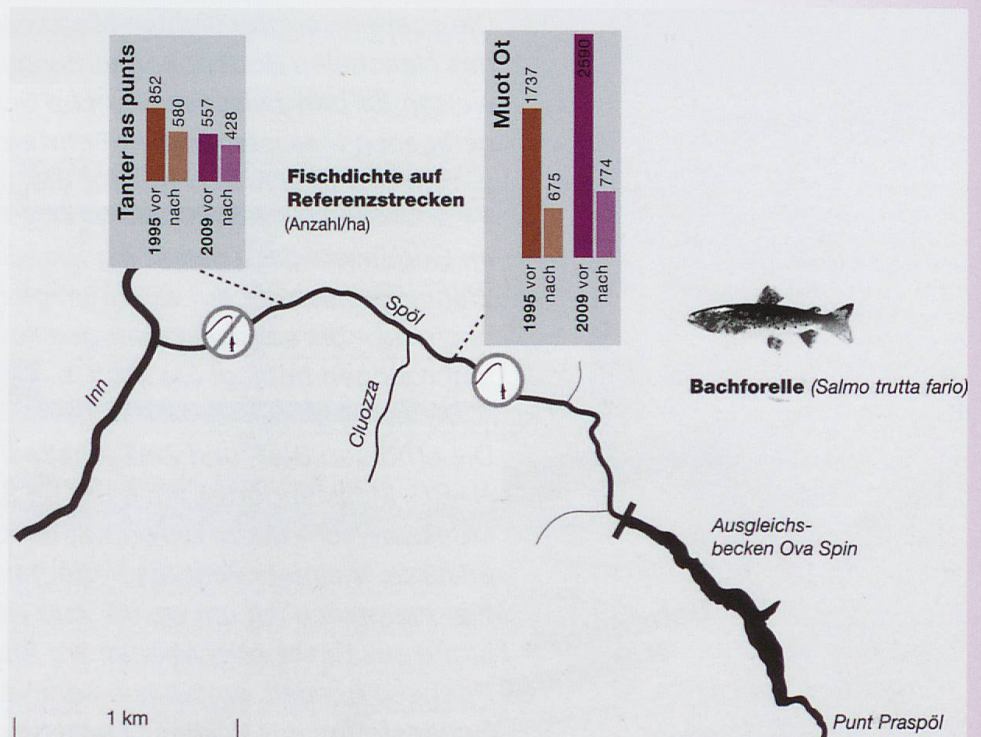 Tanter las punts
852
580
557
428
1995 vor
nach
2009 vor
nach
Fischdichte auf
Referenzstrecken
(Anzahl/ha)
Muot Ot
1737
675
2590
774
1995 vor
nach
2009 vor
nach
Inn
Spöl
Cluozza
Bachforelle (Salmo trutta fario)
Ausgleichs-
becken Ova Spin
1 km
Punt Praspöl